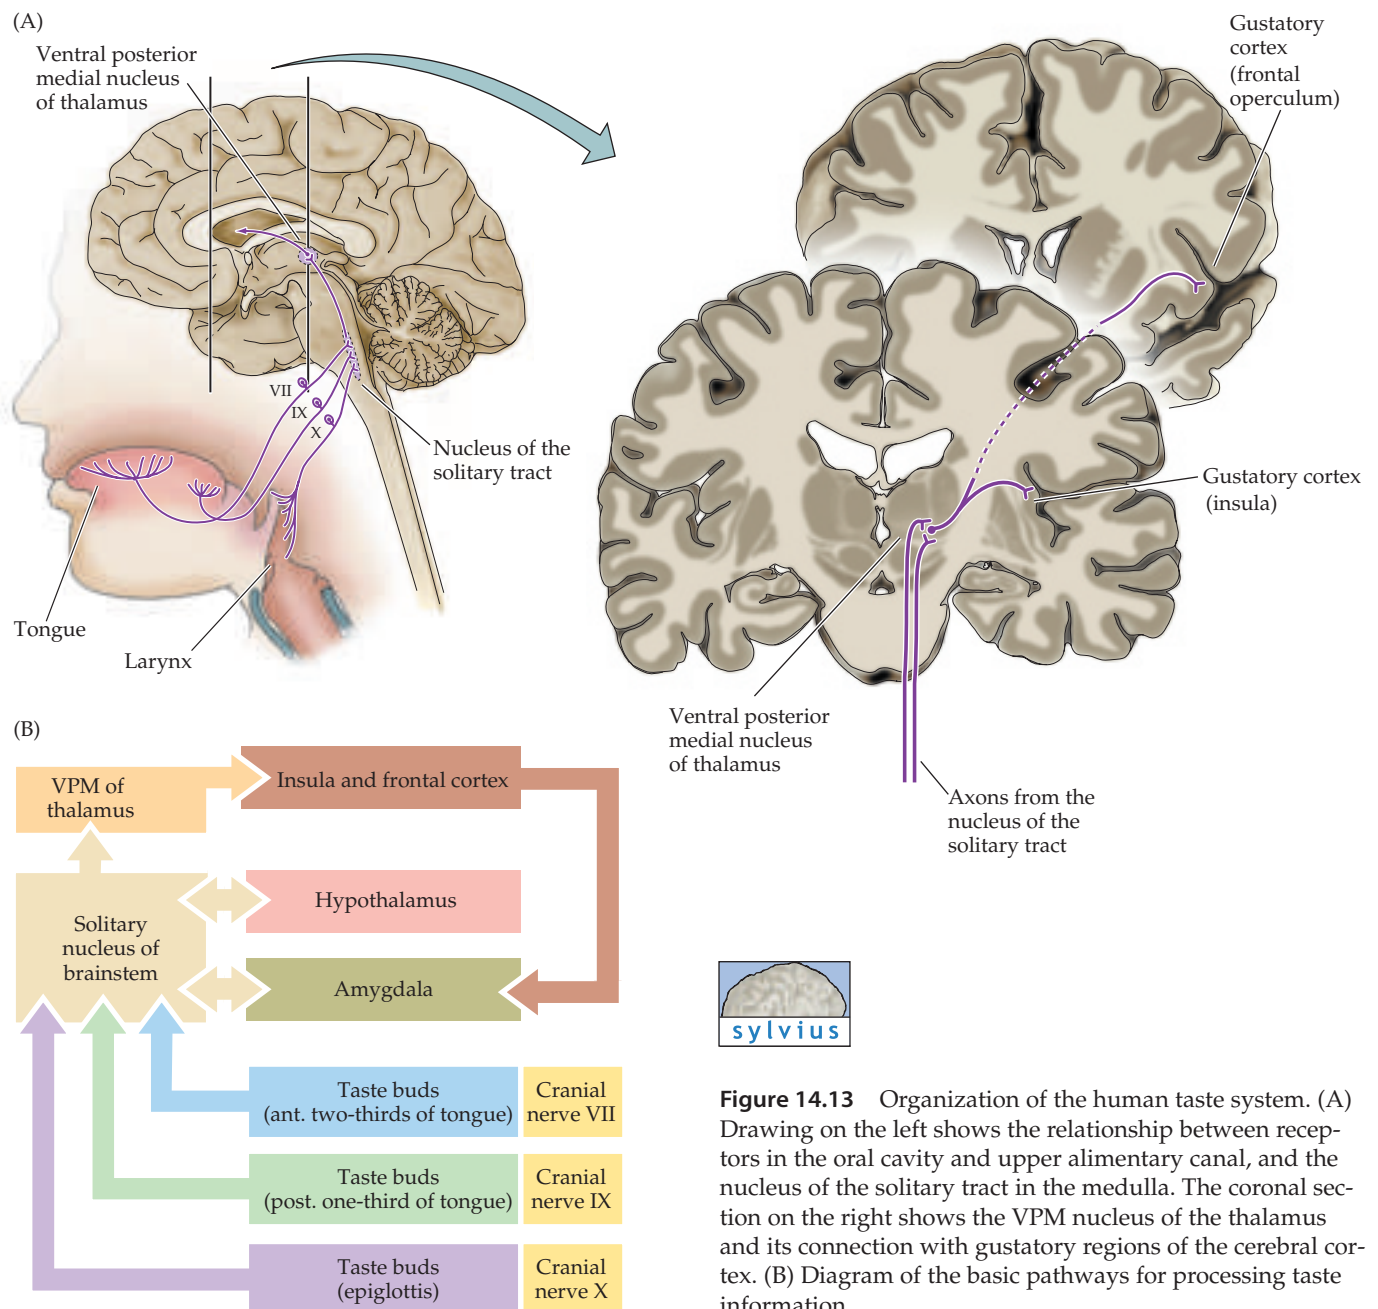 (A)
Ventral posterior
medial nucleus
of thalamus
VII
IX
X
Nucleus of the
solitary tract
Tongue
Larynx
Gustatory
cortex
(frontal
operculum)
Gustatory cortex
(insula)
Ventral posterior
medial nucleus
of thalamus
Axons from the
nucleus of the
solitary tract
(B)
VPM of
thalamus
Insula and frontal cortex
Solitary
nucleus of
brainstem
Hypothalamus
Amygdala
Taste buds
(ant. two-thirds of tongue)
Cranial
nerve VII
Taste buds
(post. one-third of tongue)
Cranial
nerve IX
Taste buds
(epiglottis)
Cranial
nerve X
sylvius
Figure 14.13 Organization of the human taste system. (A)
Drawing on the left shows the relationship between recep-
tors in the oral cavity and upper alimentary canal, and the
nucleus of the solitary tract in the medulla. The coronal sec-
tion on the right shows the VPM nucleus of the thalamus
and its connection with gustatory regions of the cerebral cor-
tex. (B) Diagram of the basic pathways for processing taste
information